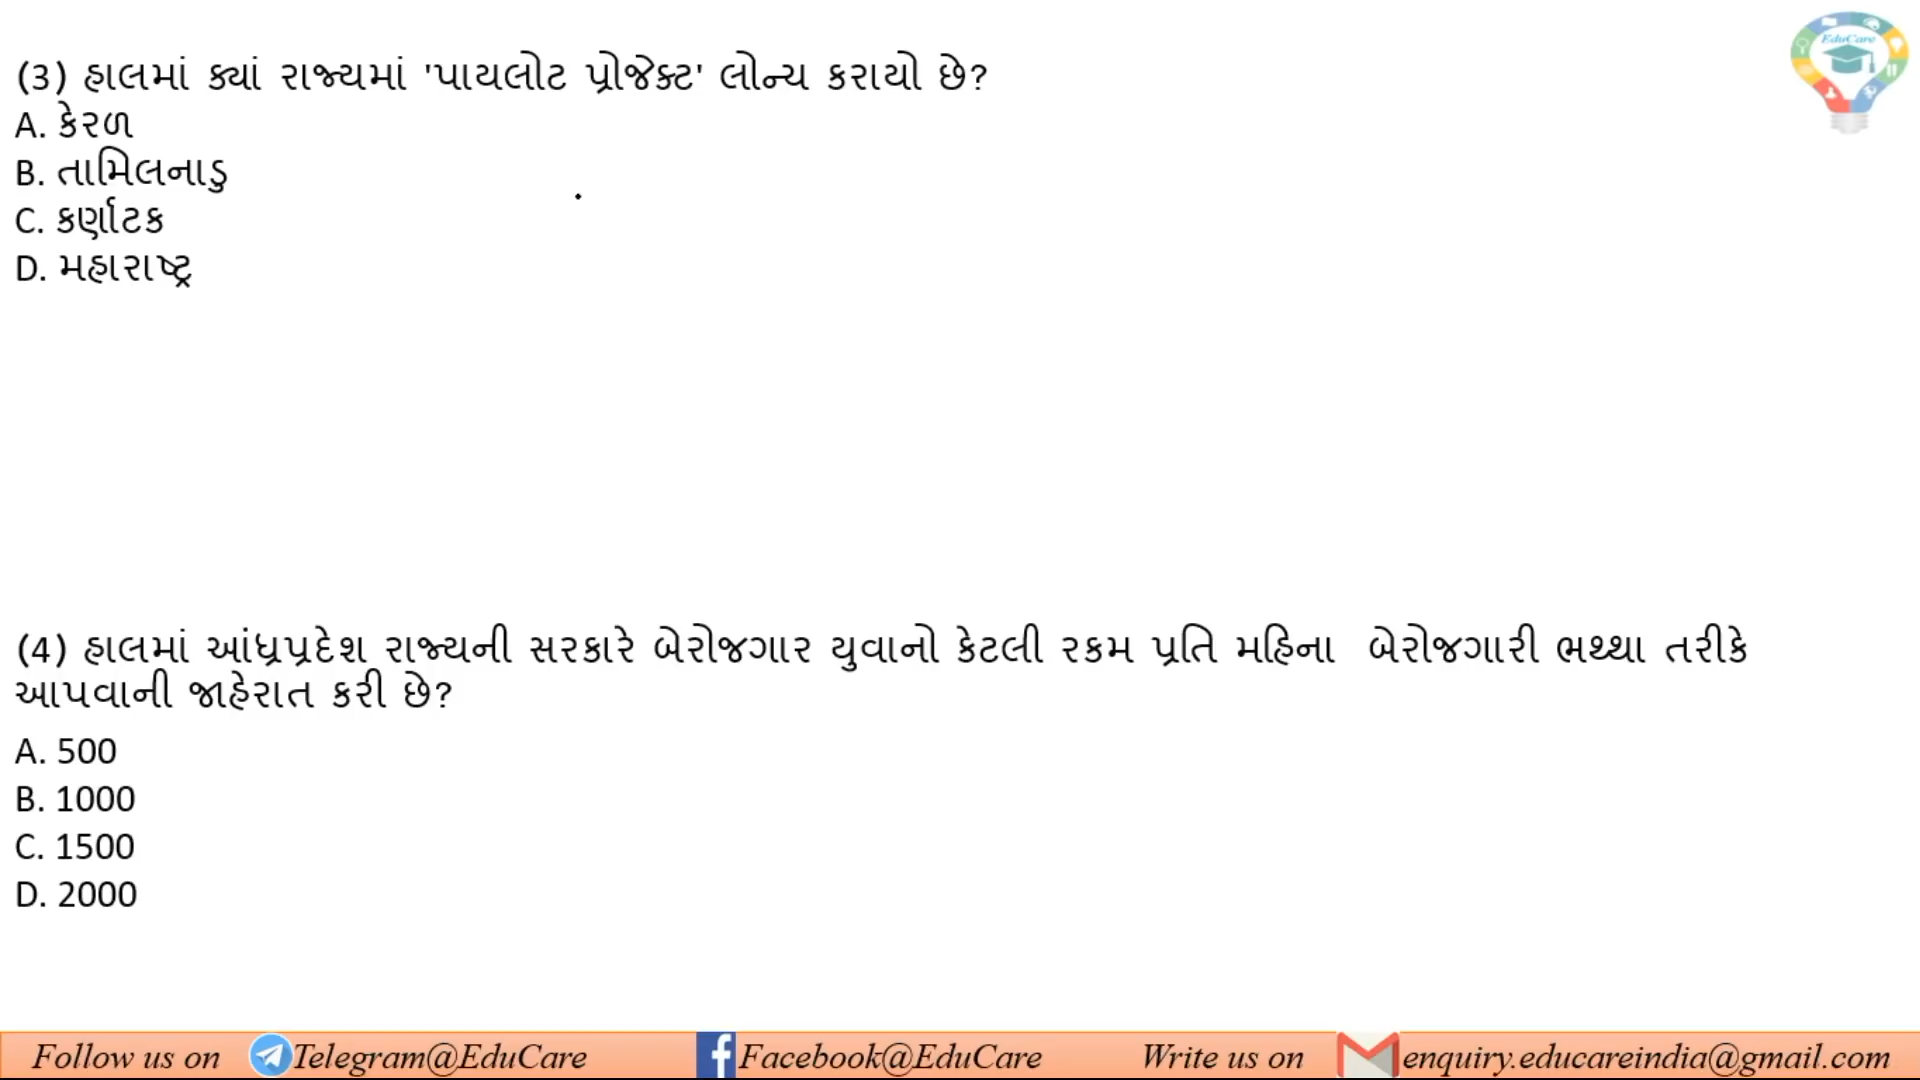 EduCare
(3) હાલમાં ક્યાં રાજ્યમાં 'પાયલોટ પ્રોજેક્ટ' લોન્ચ કરાયો છે?
A. કેરળ
B. તામિલનાડુ
C. કર્ણાટક
D. મહારાષ્ટ્ર
(4) હાલમાં આંધ્રપ્રદેશ રાજ્યની સરકારે બેરોજગાર યુવાનો કેટલી રકમ પ્રતિ મહિના બેરોજગારી ભથ્થા તરીકે
આપવાની જાહેરાત કરી છે?
A. 500
B. 1000
C. 1500
D. 2000
Follow us on Telegram@EduCare Facebook@EduCare Write us on enquiry.educareindia@gmail.com